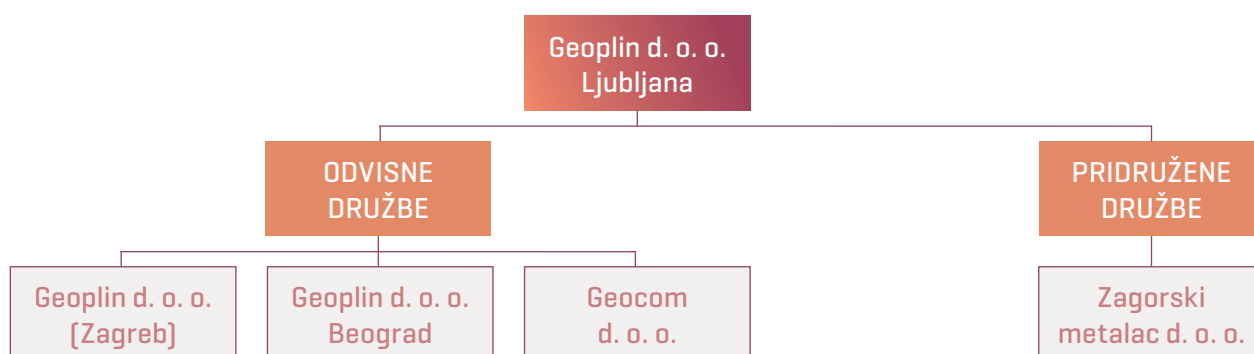 Geoplin d. o. o.
Ljubljana
ODVISNE
DRUŽBE
PRIDRUŽENE
DRUŽBE
Geoplin d. o. o.
(Zagreb)
Geoplin d. o. o.
Beograd
Geocom
d. o. o.
Zagorski
metalac d. o. o.